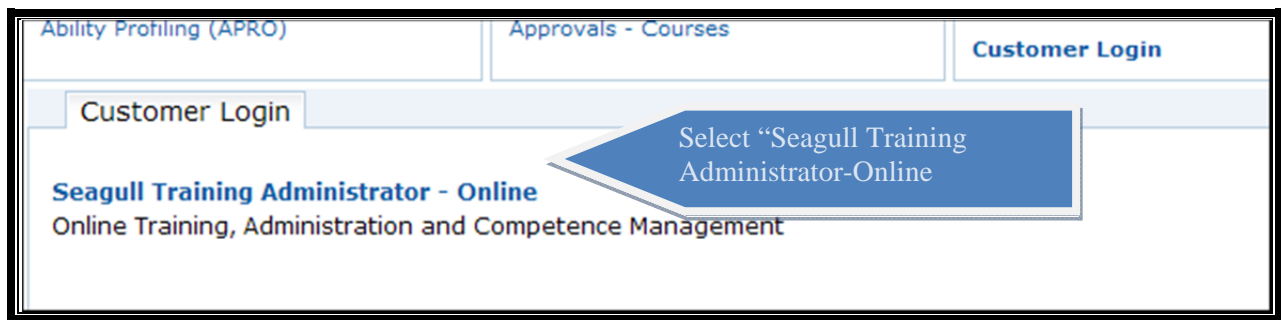 Ability Profiling (APRO)
Approvals - Courses
Customer Login
Customer Login
Select “Seagull Training
Administrator-Online
Seagull Training Administrator - Online
Online Training, Administration and Competence Management